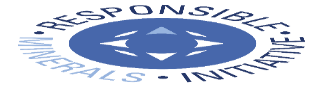 RESPONSIBLE
MINERALS • INITIATIVE